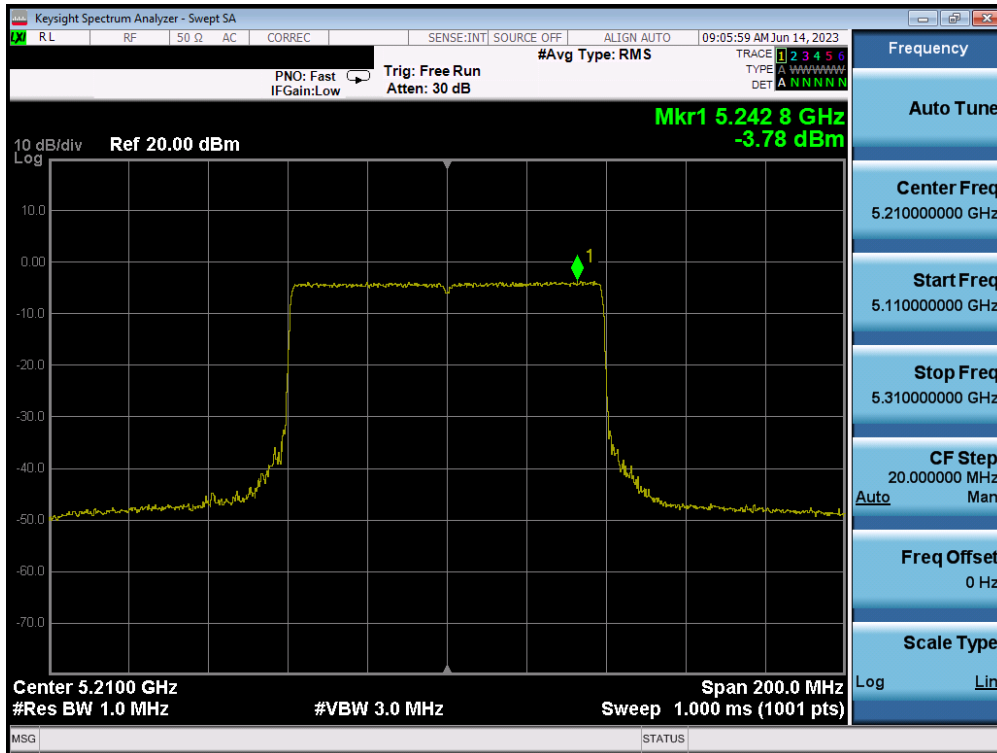 Keysight Spectrum Analyzer - Swept SA
LXI RL RF 50 Ω AC CORREC SENSE:INT SOURCE OFF ALIGN AUTO 09:05:59 AM Jun 14, 2023
#Avg Type: RMS
TRACE 1 2 3 4 5 6
PNO: Fast Trig: Free Run
TYPE A WWWWW
IFGain:Low Atten: 30 dB
DET A N N N N N
Mkr1 5.242 8 GHz
-3.78 dBm
10 dB/div Ref 20.00 dBm
Log
1
10.0
0.00
-10.0
-20.0
-30.0
-40.0
-50.0
-60.0
-70.0
Center 5.2100 GHz Span 200.0 MHz
#Res BW 1.0 MHz #VBW 3.0 MHz Sweep 1.000 ms (1001 pts)
MSG STATUS
Frequency
Auto Tune
Center Freq
5.210000000 GHz
Start Freq
5.110000000 GHz
Stop Freq
5.310000000 GHz
CF Step
20.000000 MHz
Auto Man
Freq Offset
0 Hz
Scale Type
Log Lin